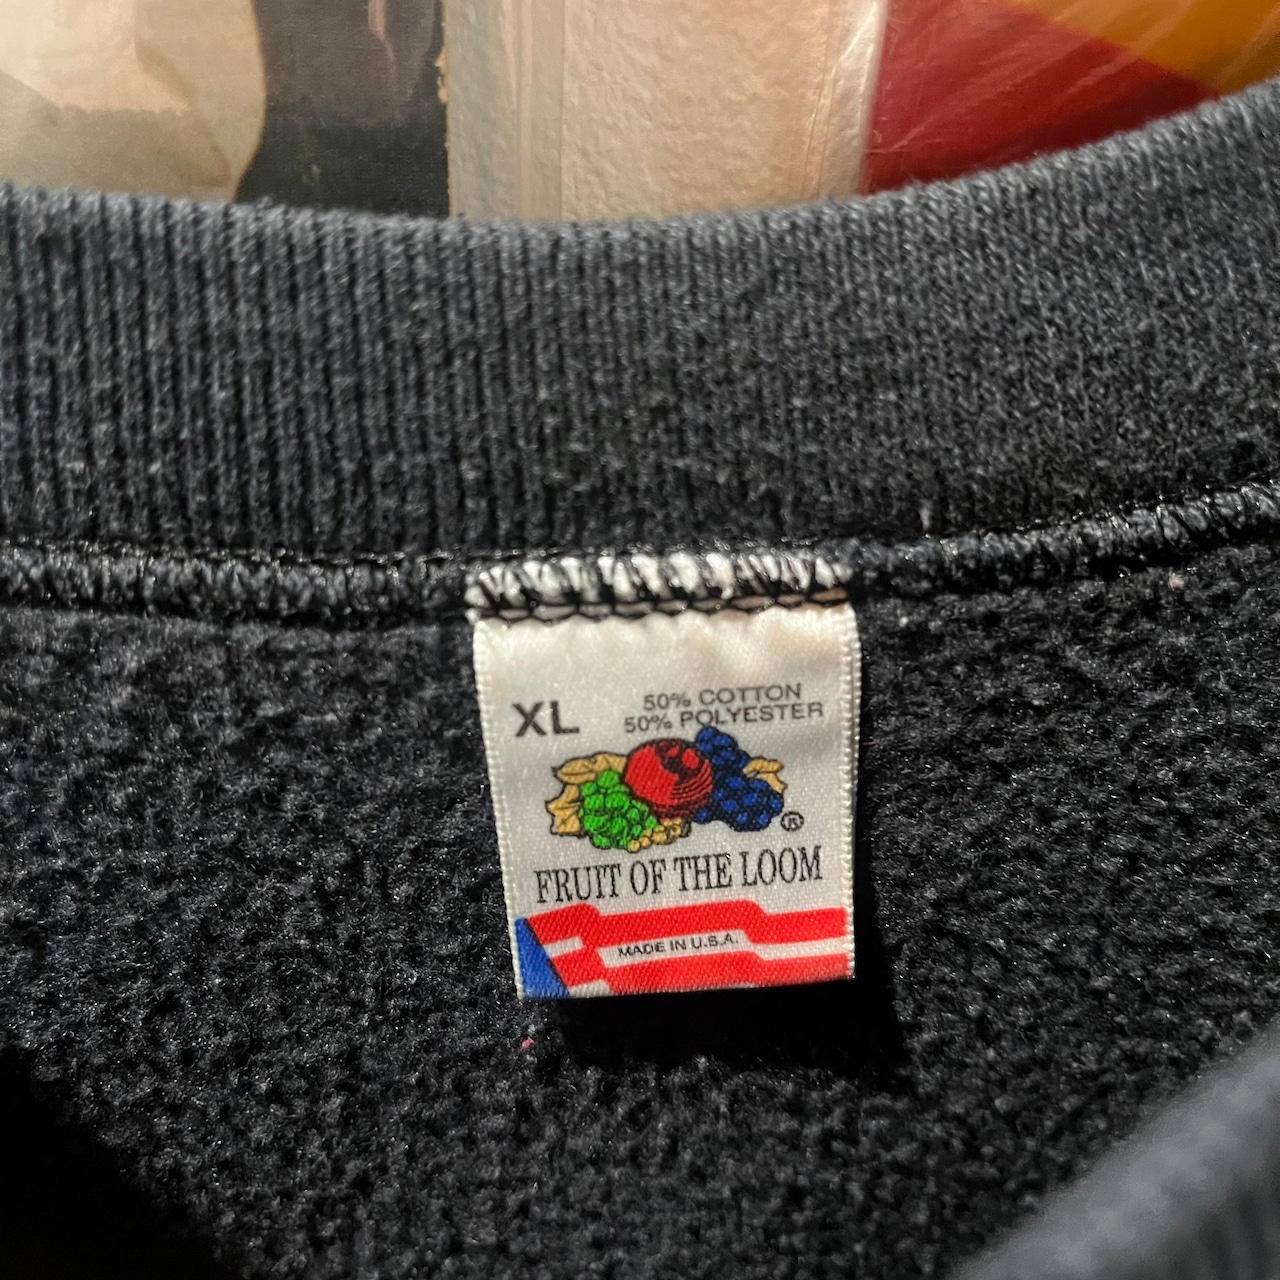 XL
50% COTTON
50% POLYESTER
®
FRUIT OF THE LOOM
MADE IN U.S.A.